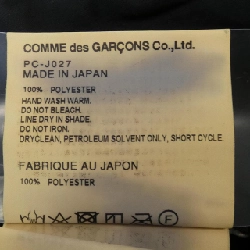 COMME des GARÇONS Co.,Ltd.
PC-J027
MADE IN JAPAN
100% POLYESTER
HAND WASH WARM.
DO NOT BLEACH.
LINE DRY IN SHADE.
DO NOT IRON.
DRYCLEAN, PETROLEUM SOLVENT ONLY, SHORT CYCLE.
FABRIQUE AU JAPON
100% POLYESTER
F